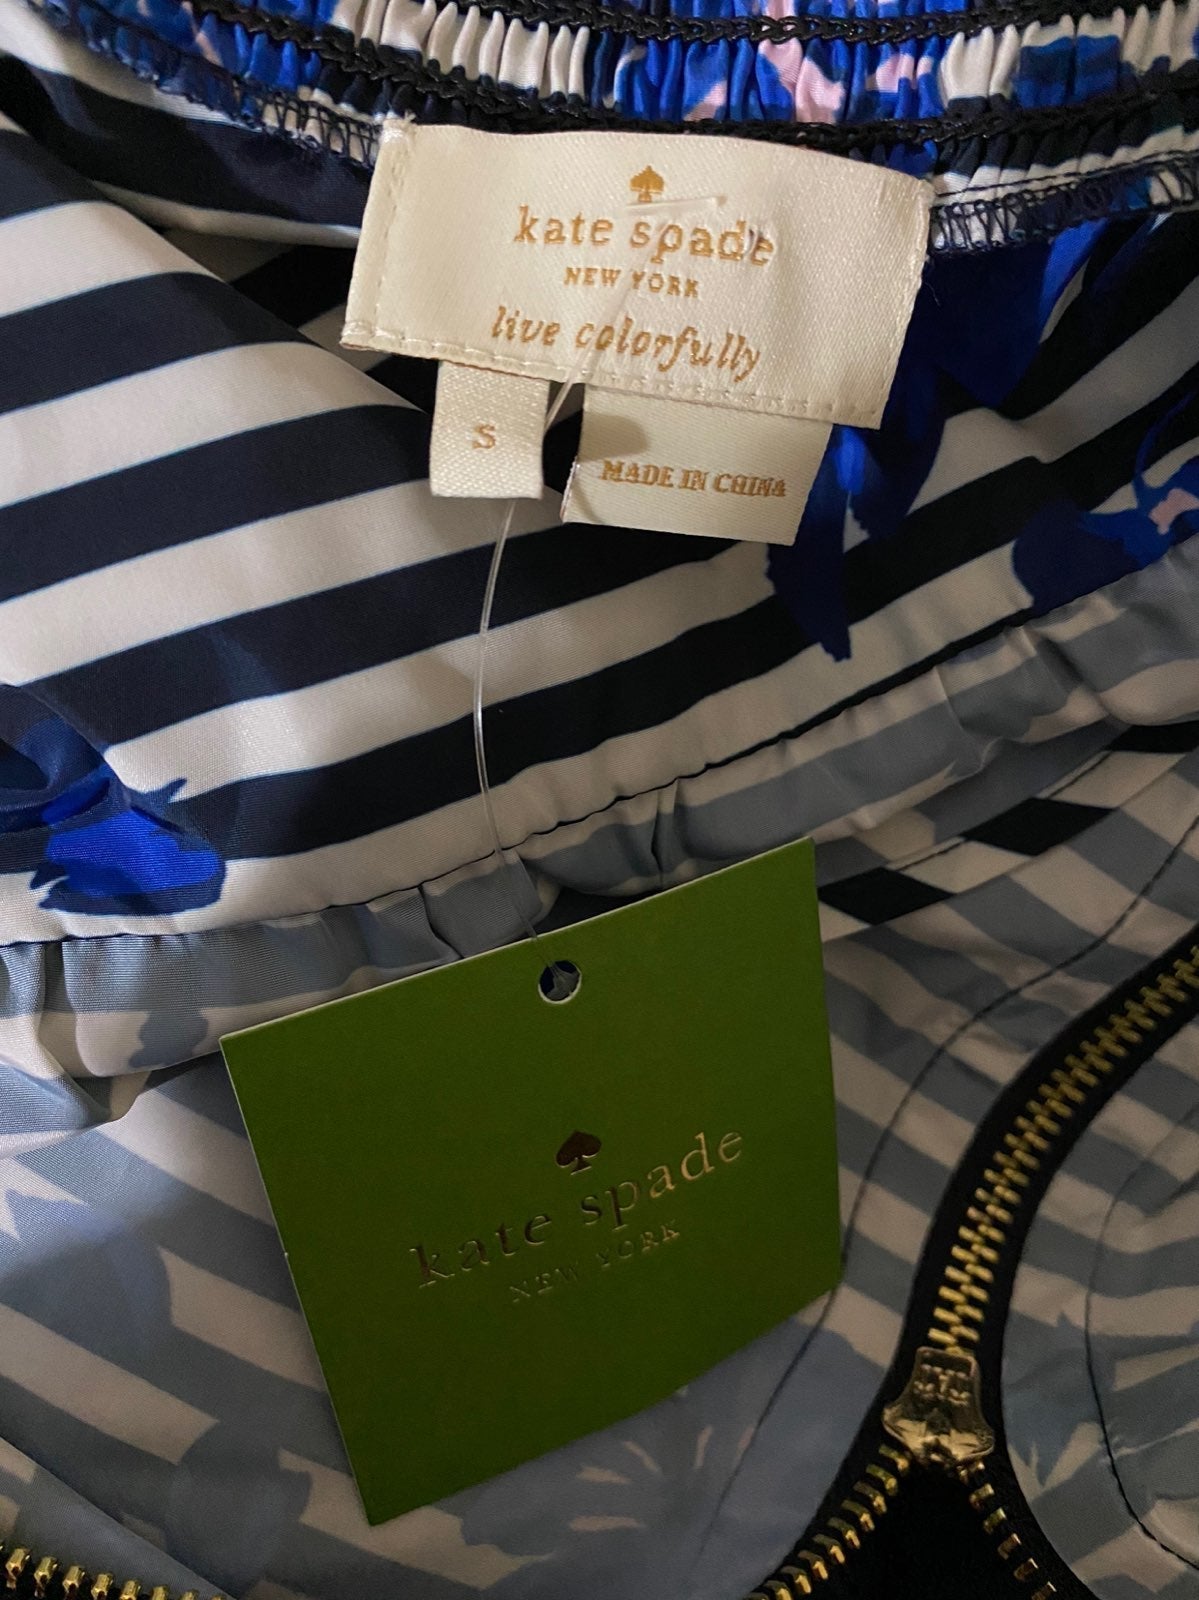 kate spade
NEW YORK
live colorfully
S
MADE IN CHINA
kate spade
NEW YORK